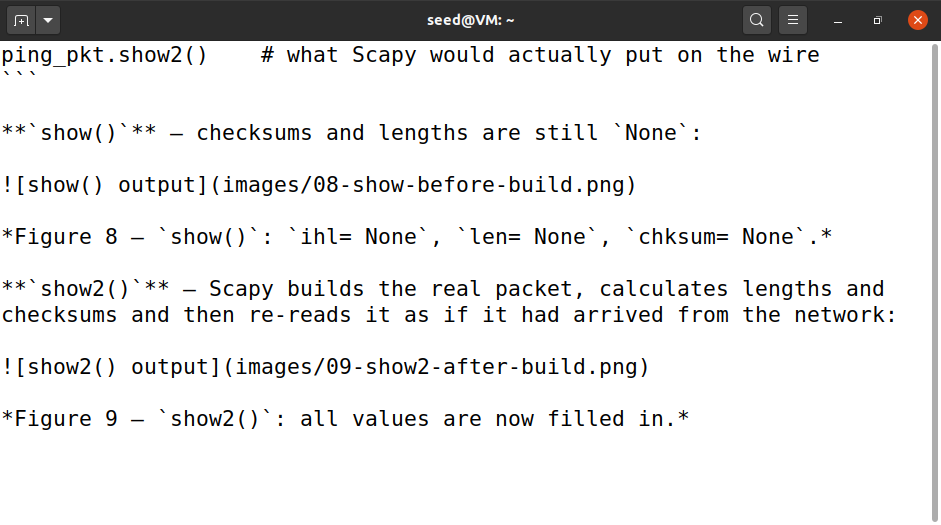 seed@VM: ~
ping_pkt.show2()    # what Scapy would actually put on the wire
```
**`show()`** — checksums and lengths are still `None`:
![show() output](images/08-show-before-build.png)
*Figure 8 — `show()`: `ihl= None`, `len= None`, `chksum= None`.*
**`show2()`** — Scapy builds the real packet, calculates lengths and
checksums and then re-reads it as if it had arrived from the network:
![show2() output](images/09-show2-after-build.png)
*Figure 9 — `show2()`: all values are now filled in.*